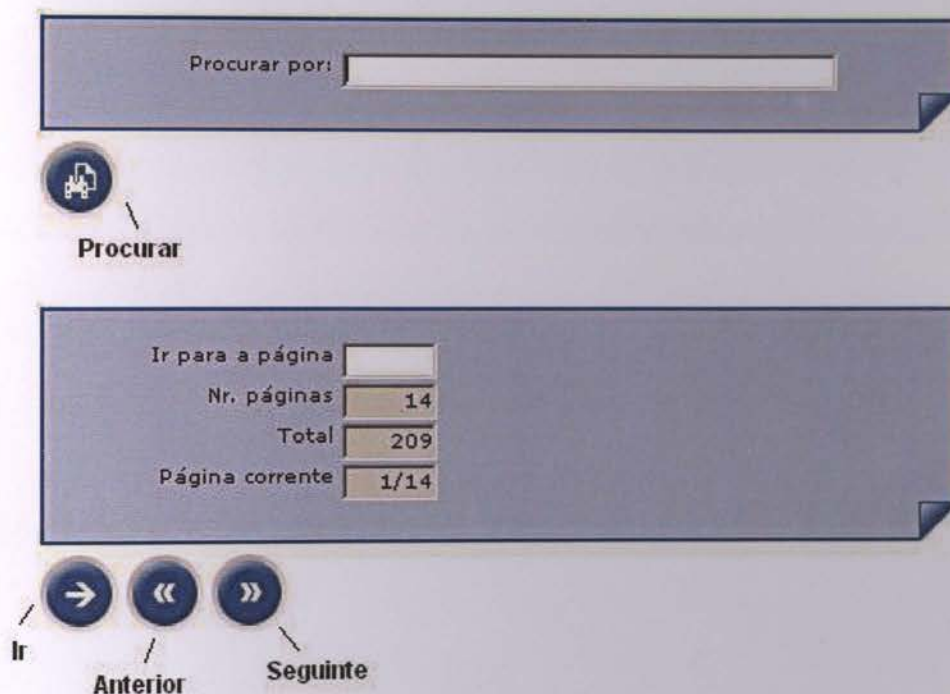 Procurar por:
Procurar
Ir para a página
Nr. páginas 14
Total 209
Página corrente 1/14
Ir
Anterior
Seguinte